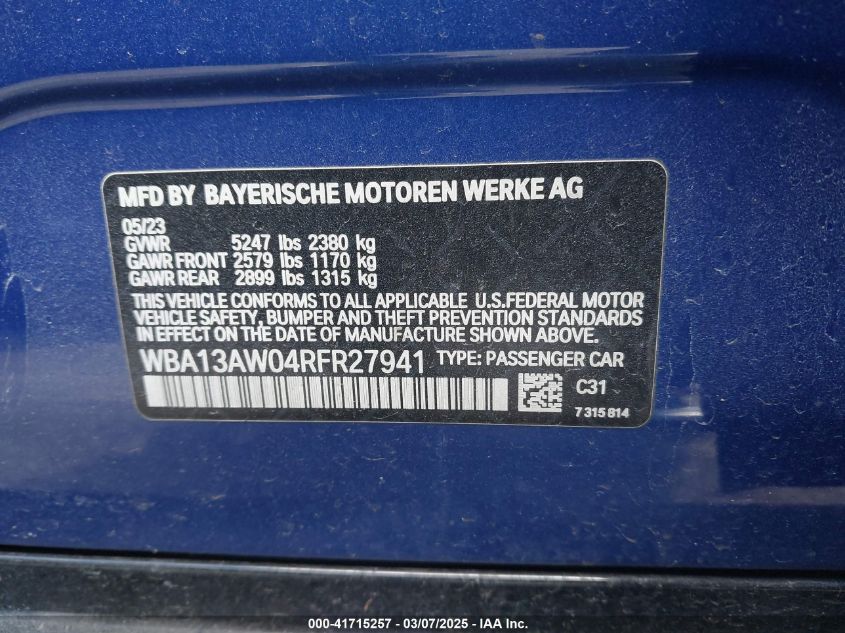 MFD BY BAYERISCHE MOTOREN WERKE AG
05/23
GVWR 5247 lbs 2380 kg
GAWR FRONT 2579 lbs 1170 kg
GAWR REAR 2899 lbs 1315 kg
THIS VEHICLE CONFORMS TO ALL APPLICABLE U.S.FEDERAL MOTOR
VEHICLE SAFETY, BUMPER AND THEFT PREVENTION STANDARDS
IN EFFECT ON THE DATE OF MANUFACTURE SHOWN ABOVE.
WBA13AW04RFR27941 TYPE: PASSENGER CAR
C31
7315814
000-41715257 - 03/07/2025 - IAA Inc.